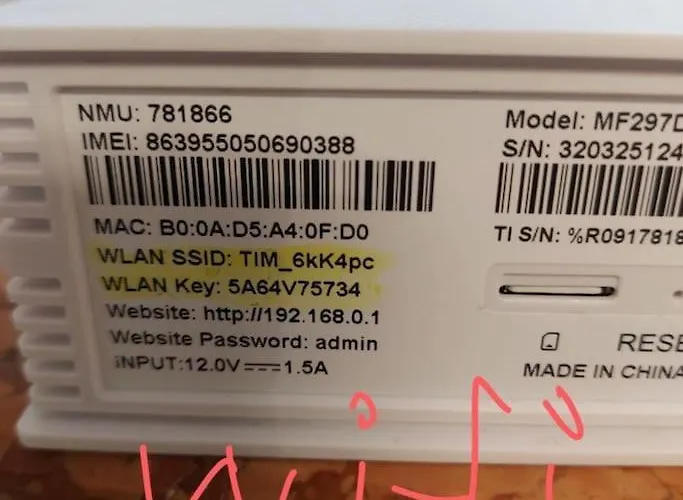 NMU: 781866
IMEI: 863955050690388
MAC: B0:0A:D5:A4:0F:D0
WLAN SSID: TIM_6kK4pc
WLAN Key: 5A64V75734
Website: http://192.168.0.1
Website Password: admin
iNPUT:12.0V⎓1.5A
Model: MF297D
S/N: 320325124
TI S/N: %R0917818
RESE
MADE IN CHINA
Wifi